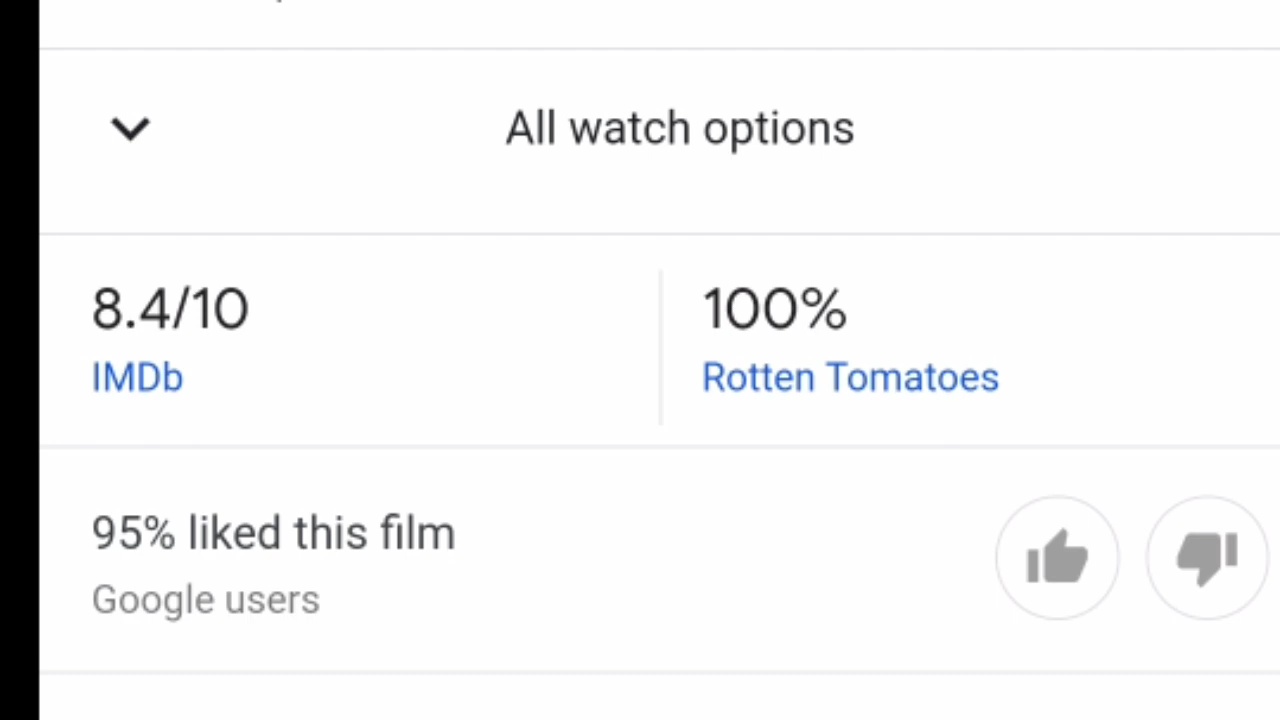 All watch options
8.4/10
IMDb
100%
Rotten Tomatoes
95% liked this film
Google users